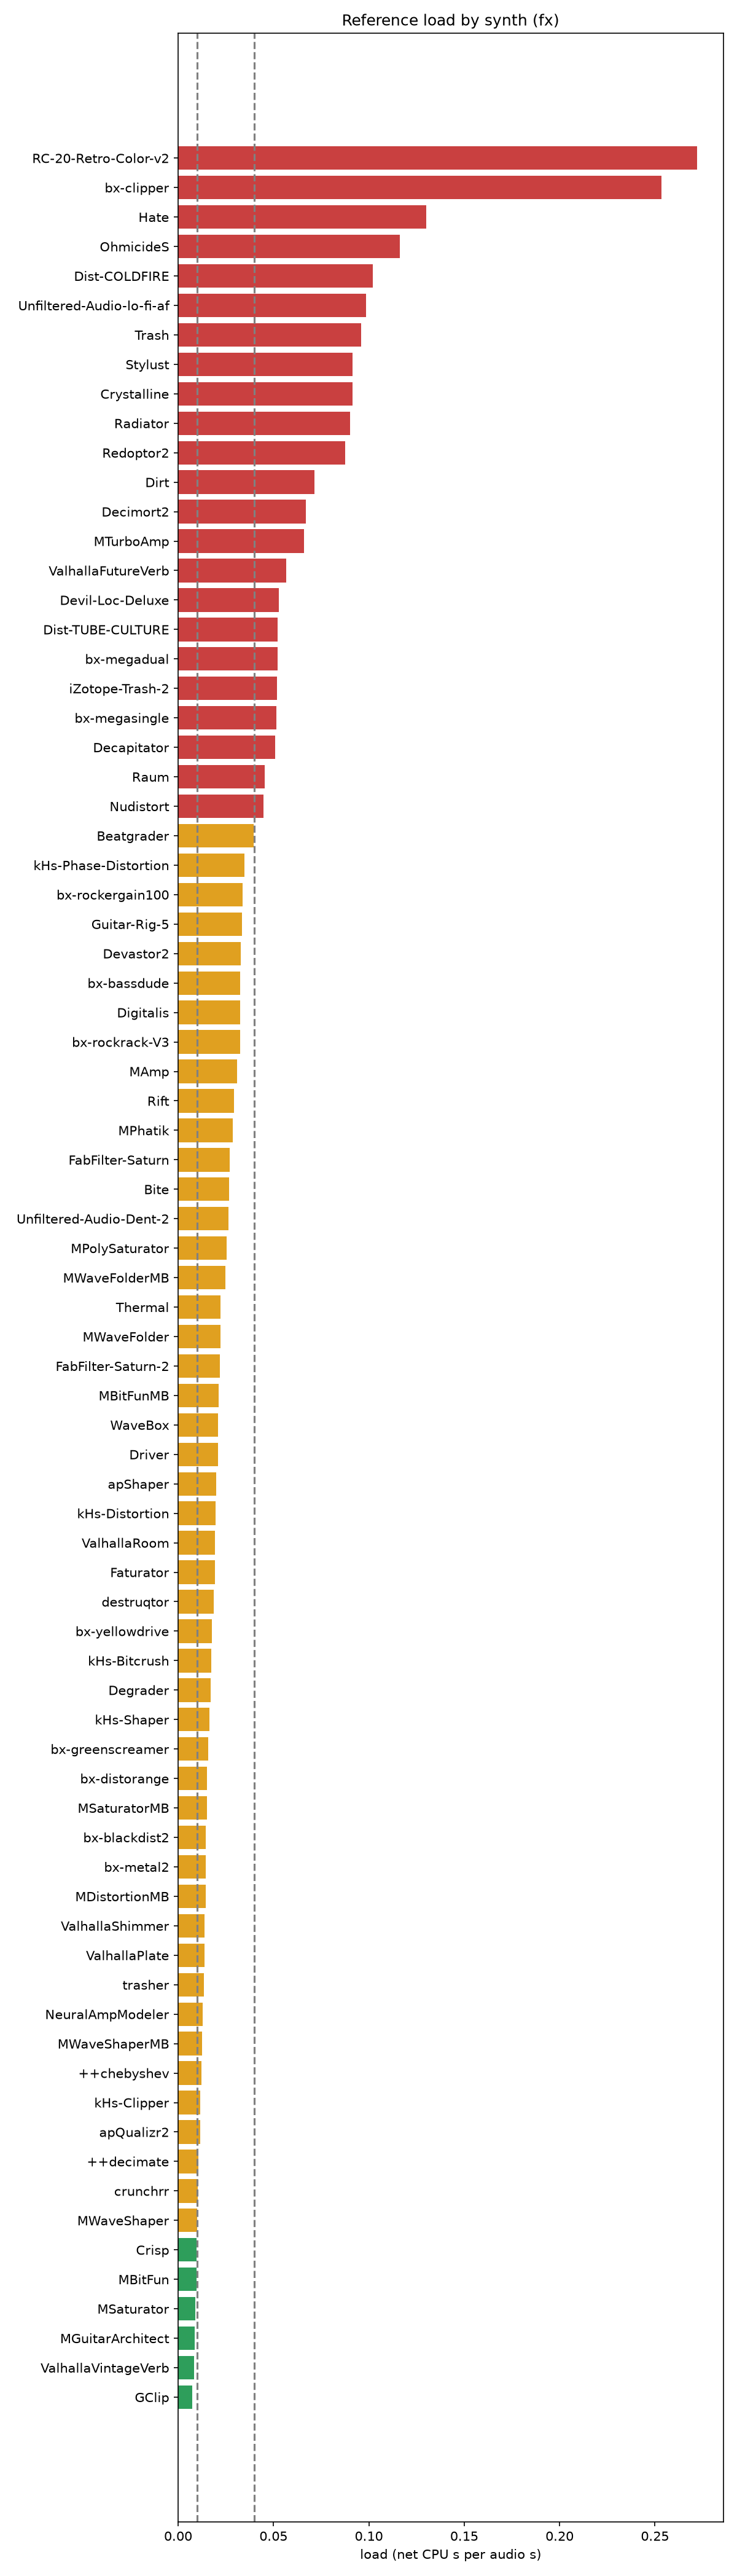 Reference load by synth (fx)
RC-20-Retro-Color-v2
bx-clipper
Hate
OhmicideS
Dist-COLDFIRE
Unfiltered-Audio-lo-fi-af
Trash
Stylust
Crystalline
Radiator
Redoptor2
Dirt
Decimort2
MTurboAmp
ValhallaFutureVerb
Devil-Loc-Deluxe
Dist-TUBE-CULTURE
bx-megadual
iZotope-Trash-2
bx-megasingle
Decapitator
Raum
Nudistort
Beatgrader
kHs-Phase-Distortion
bx-rockergain100
Guitar-Rig-5
Devastor2
bx-bassdude
Digitalis
bx-rockrack-V3
MAmp
Rift
MPhatik
FabFilter-Saturn
Bite
Unfiltered-Audio-Dent-2
MPolySaturator
MWaveFolderMB
Thermal
MWaveFolder
FabFilter-Saturn-2
MBitFunMB
WaveBox
Driver
apShaper
kHs-Distortion
ValhallaRoom
Faturator
destruqtor
bx-yellowdrive
kHs-Bitcrush
Degrader
kHs-Shaper
bx-greenscreamer
bx-distorange
MSaturatorMB
bx-blackdist2
bx-metal2
MDistortionMB
ValhallaShimmer
ValhallaPlate
trasher
NeuralAmpModeler
MWaveShaperMB
++chebyshev
kHs-Clipper
apQualizr2
++decimate
crunchrr
MWaveShaper
Crisp
MBitFun
MSaturator
MGuitarArchitect
ValhallaVintageVerb
GClip
0.00 0.05 0.10 0.15 0.20 0.25
load (net CPU s per audio s)